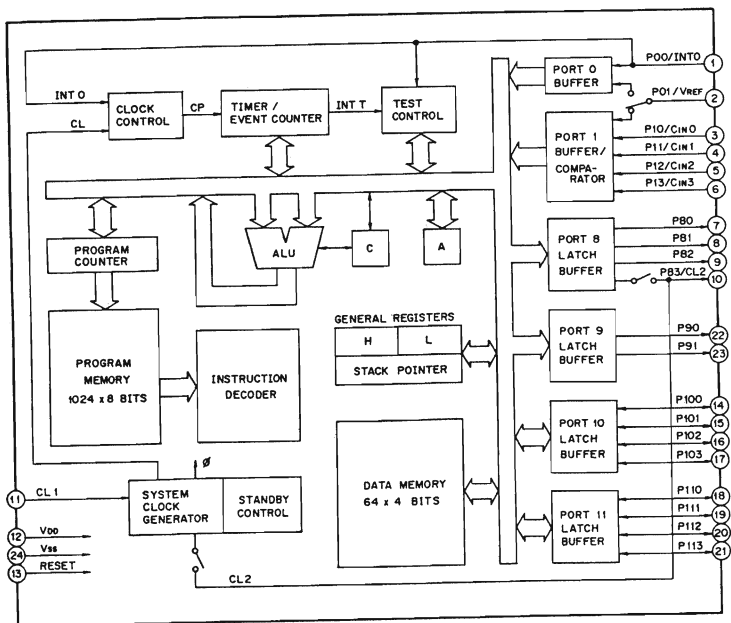 INT 0
CL
CLOCK
CONTROL
CP
TIMER /
EVENT COUNTER
INT T
TEST
CONTROL
PORT 0
BUFFER
P00/INT0
1
P01/VREF
2
PORT 1
BUFFER/
COMPA-
RATOR
P10/CIN0
3
P11/CIN1
4
P12/CIN2
5
P13/CIN3
6
PROGRAM
COUNTER
ALU
C
A
PORT 8
LATCH
BUFFER
P80
7
P81
8
P82
9
P83/CL2
10
PROGRAM
MEMORY
1024 x 8 BITS
INSTRUCTION
DECODER
GENERAL REGISTERS
H
L
STACK POINTER
PORT 9
LATCH
BUFFER
P90
22
P91
23
PORT 10
LATCH
BUFFER
P100
14
P101
15
P102
16
P103
17
DATA MEMORY
64 x 4 BITS
PORT 11
LATCH
BUFFER
P110
18
P111
19
P112
20
P113
21
Ø
11
CL 1
SYSTEM
CLOCK
GENERATOR
STANDBY
CONTROL
12
VDD
24
Vss
13
RESET
CL2